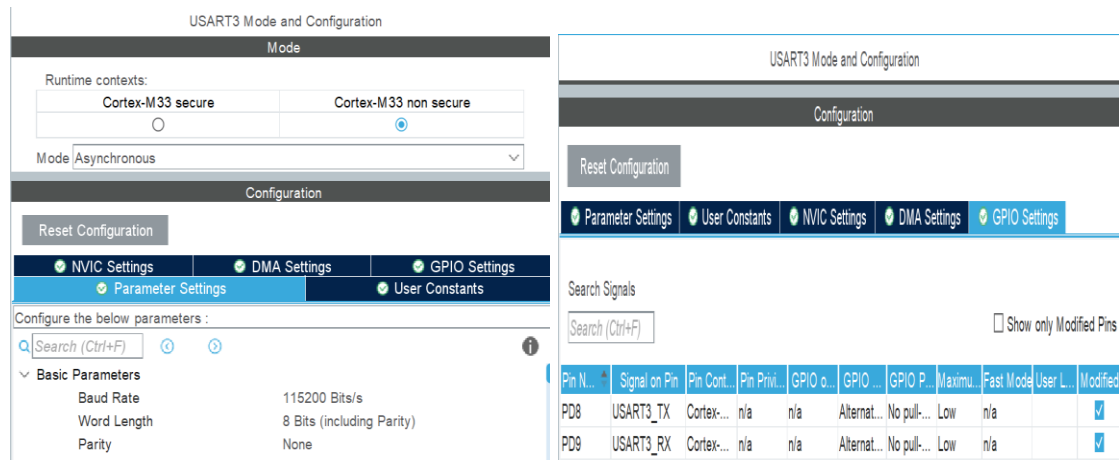 USART3 Mode and Configuration
Mode
Runtime contexts:
Cortex-M33 secure Cortex-M33 non secure
Mode Asynchronous
Configuration
Reset Configuration
NVIC Settings DMA Settings GPIO Settings
Parameter Settings User Constants
Configure the below parameters :
Search (Ctrl+F)
Basic Parameters
Baud Rate 115200 Bits/s
Word Length 8 Bits (including Parity)
Parity None
USART3 Mode and Configuration
Configuration
Reset Configuration
Parameter Settings User Constants NVIC Settings DMA Settings GPIO Settings
Search Signals
Search (Ctrl+F) Show only Modified Pins
Pin N... Signal on Pin Pin Cont... Pin Privi... GPIO o... GPIO ... GPIO P... Maximu... Fast Mode User L... Modified
PD8 USART3_TX Cortex-... n/a n/a Alternat... No pull-... Low n/a
PD9 USART3_RX Cortex-... n/a n/a Alternat... No pull-... Low n/a